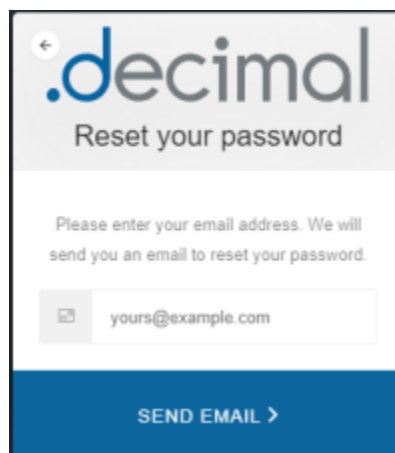 .decimal
Reset your password
Please enter your email address. We will
send you an email to reset your password.
yours@example.com
SEND EMAIL